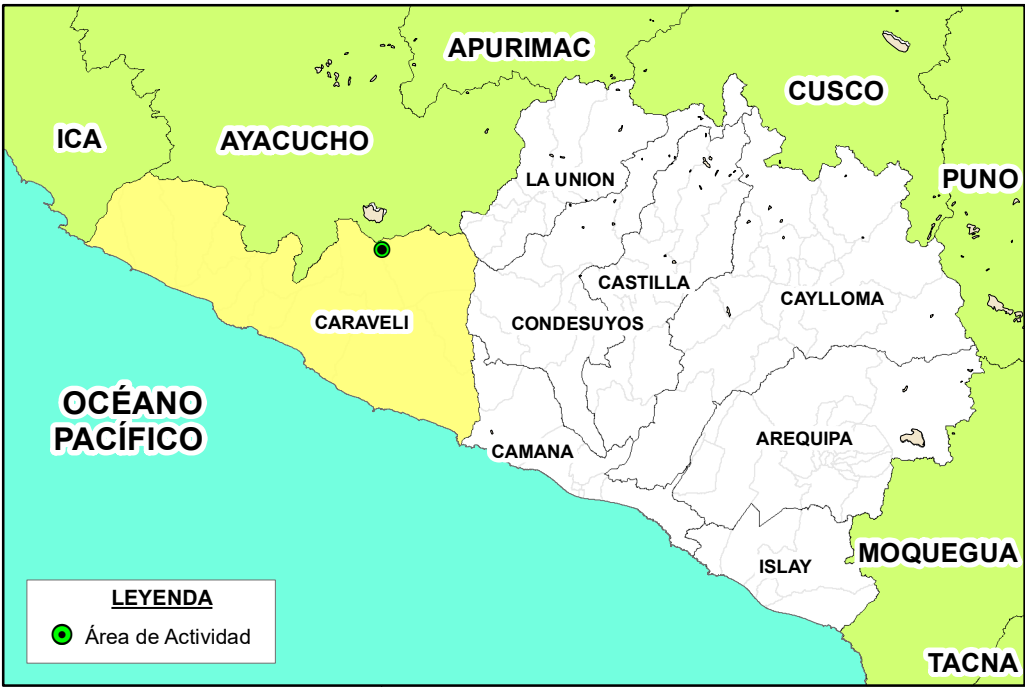 APURIMAC
CUSCO
ICA
AYACUCHO
PUNO
LA UNION
CASTILLA
CAYLLOMA
CARAVELI
CONDESUYOS
OCÉANO
PACÍFICO
AREQUIPA
CAMANA
MOQUEGUA
ISLAY
LEYENDA
Área de Actividad
TACNA